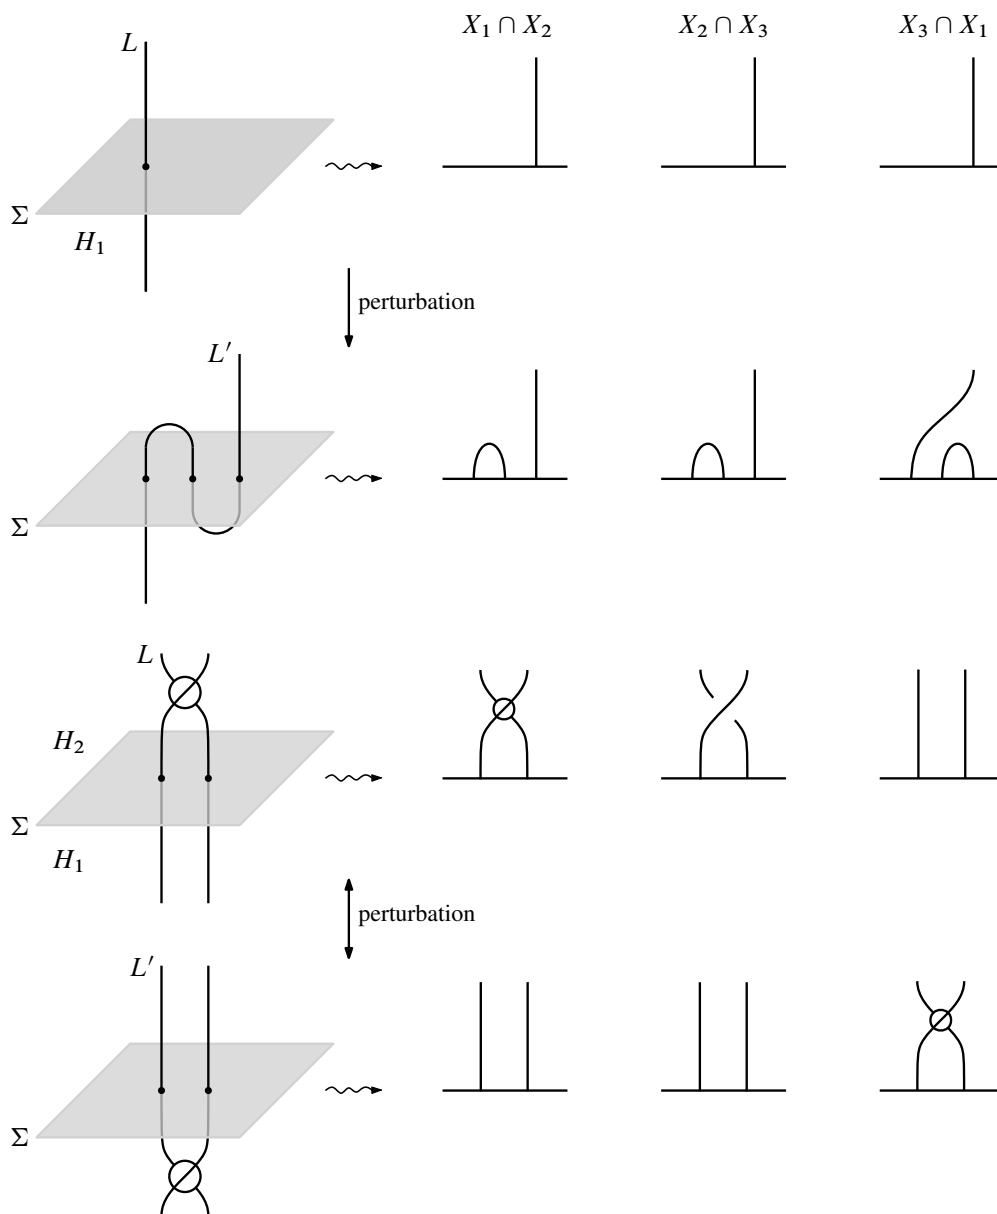 X₁ ∩ X₂ X₂ ∩ X₃ X₃ ∩ X₁
L
Σ
H₁
perturbation
L′
Σ
L
H₂
Σ
H₁
perturbation
L′
Σ